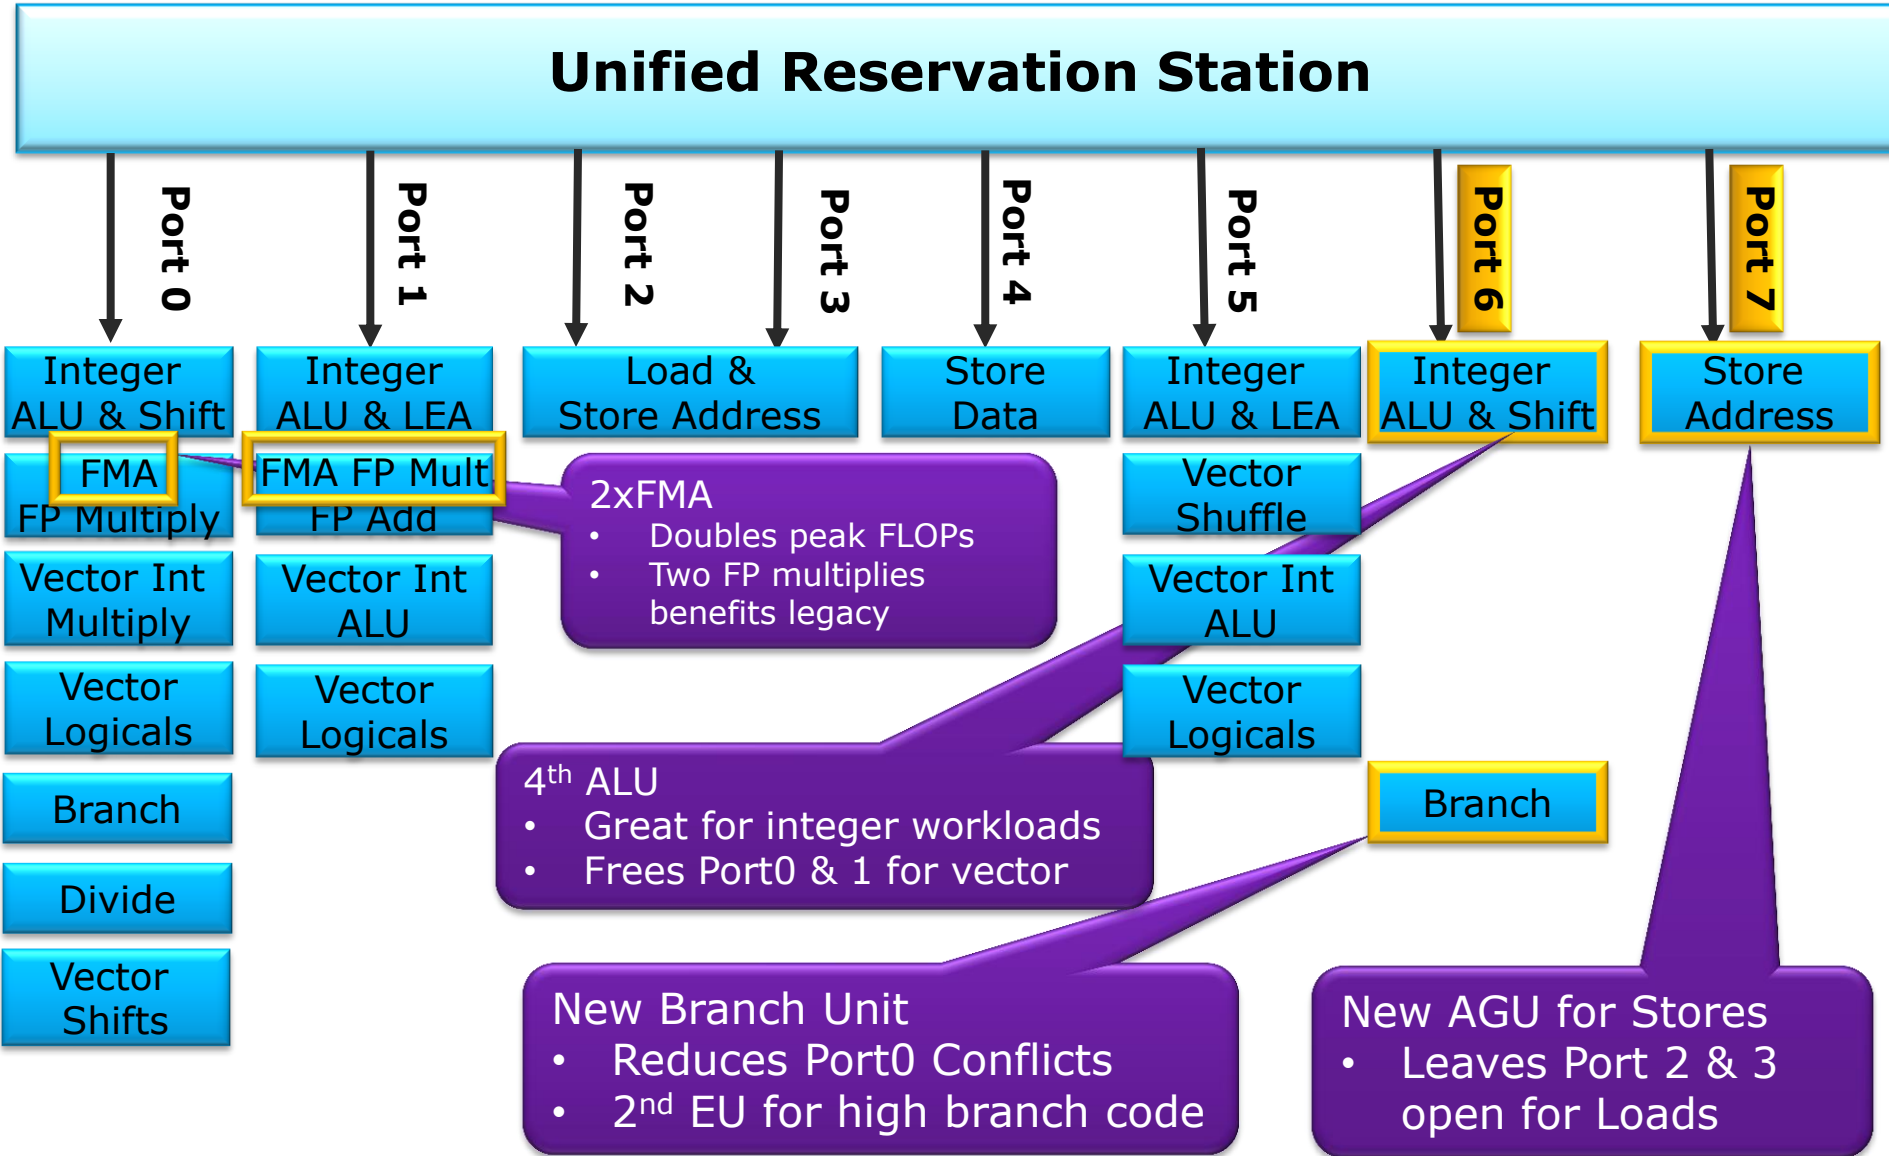 Unified Reservation Station
Port 0
Port 1
Port 2
Port 3
Port 4
Port 5
Port 6
Port 7
Integer
ALU & Shift
FMA
FP Multiply
Vector Int
Multiply
Vector
Logicals
Branch
Divide
Vector
Shifts
Integer
ALU & LEA
FMA FP Mult
FP Add
Vector Int
ALU
Vector
Logicals
Load &
Store Address
Store
Data
Integer
ALU & LEA
Vector
Shuffle
Vector Int
ALU
Vector
Logicals
Integer
ALU & Shift
Branch
Store
Address
2xFMA
• Doubles peak FLOPs
• Two FP multiplies
benefits legacy
4th ALU
• Great for integer workloads
• Frees Port0 & 1 for vector
New Branch Unit
• Reduces Port0 Conflicts
• 2nd EU for high branch code
New AGU for Stores
• Leaves Port 2 & 3
open for Loads